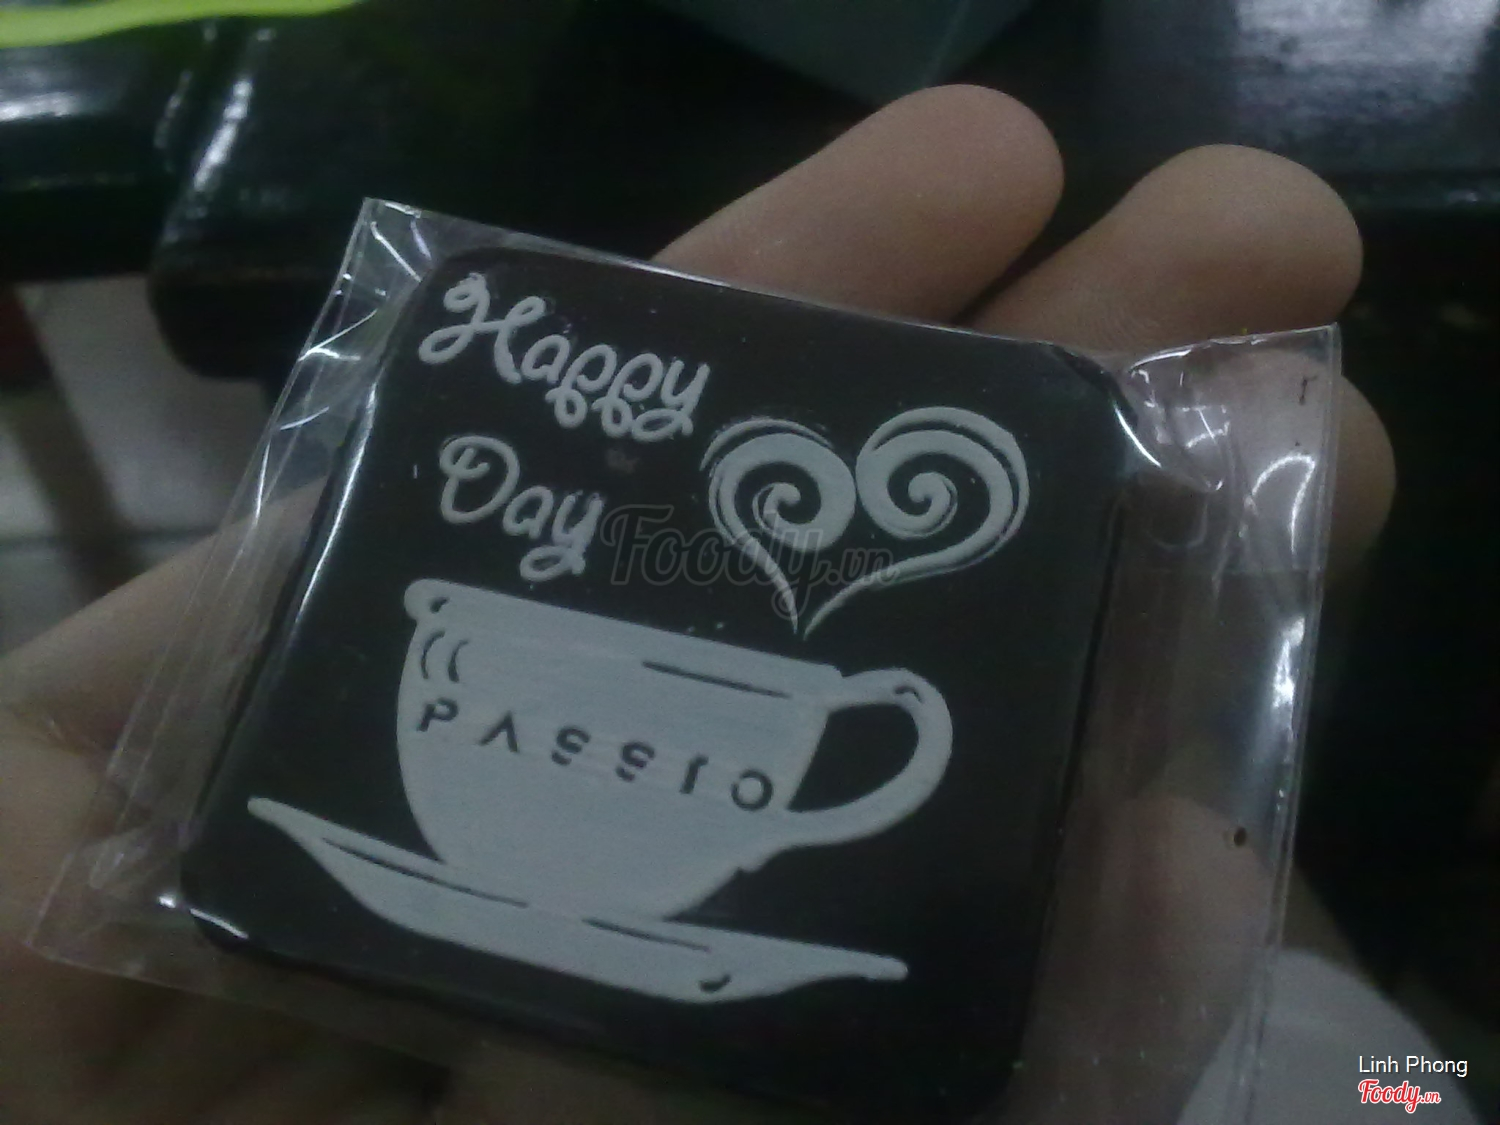 Happy
Day
Foody.vn
PASSIO
Linh Phong
Foody.vn